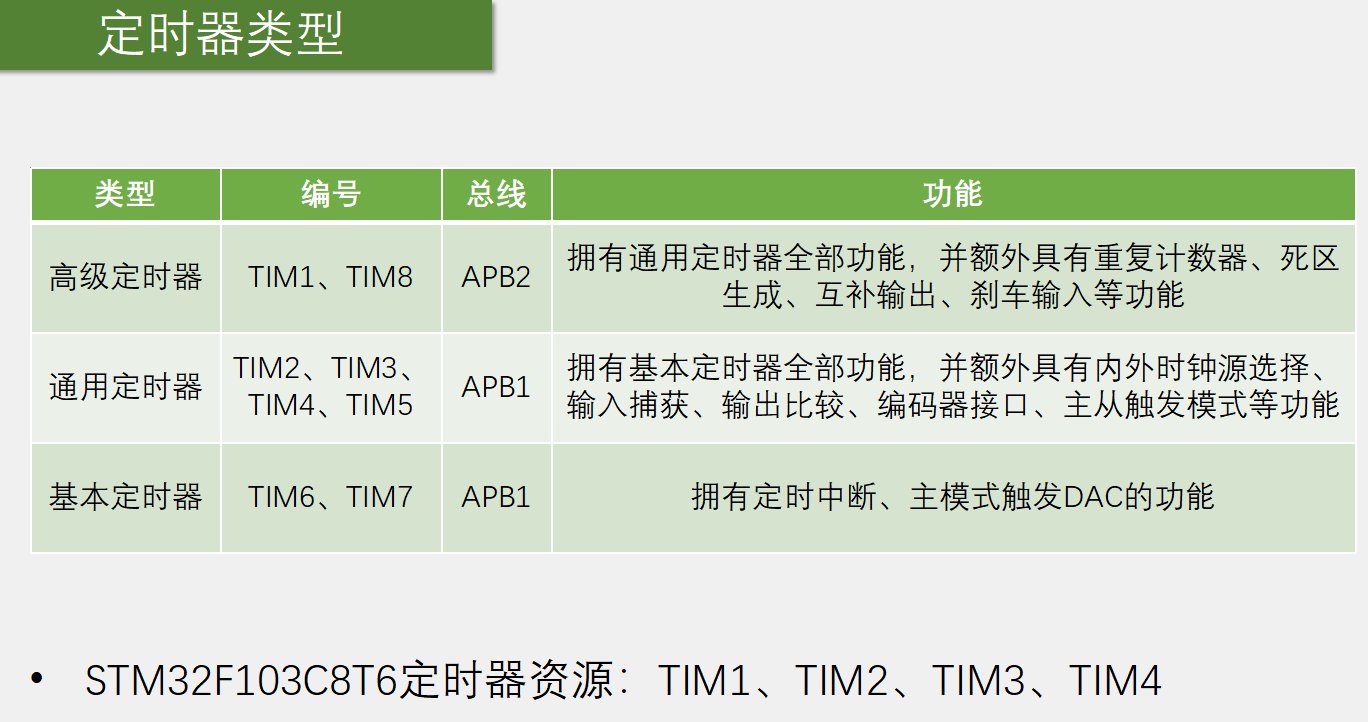 定时器类型
类型 编号 总线 功能
高级定时器 TIM1、TIM8 APB2 拥有通用定时器全部功能，并额外具有重复计数器、死区
生成、互补输出、刹车输入等功能
通用定时器 TIM2、TIM3、
TIM4、TIM5 APB1 拥有基本定时器全部功能，并额外具有内外时钟源选择、
输入捕获、输出比较、编码器接口、主从触发模式等功能
基本定时器 TIM6、TIM7 APB1 拥有定时中断、主模式触发DAC的功能
• STM32F103C8T6定时器资源：TIM1、TIM2、TIM3、TIM4